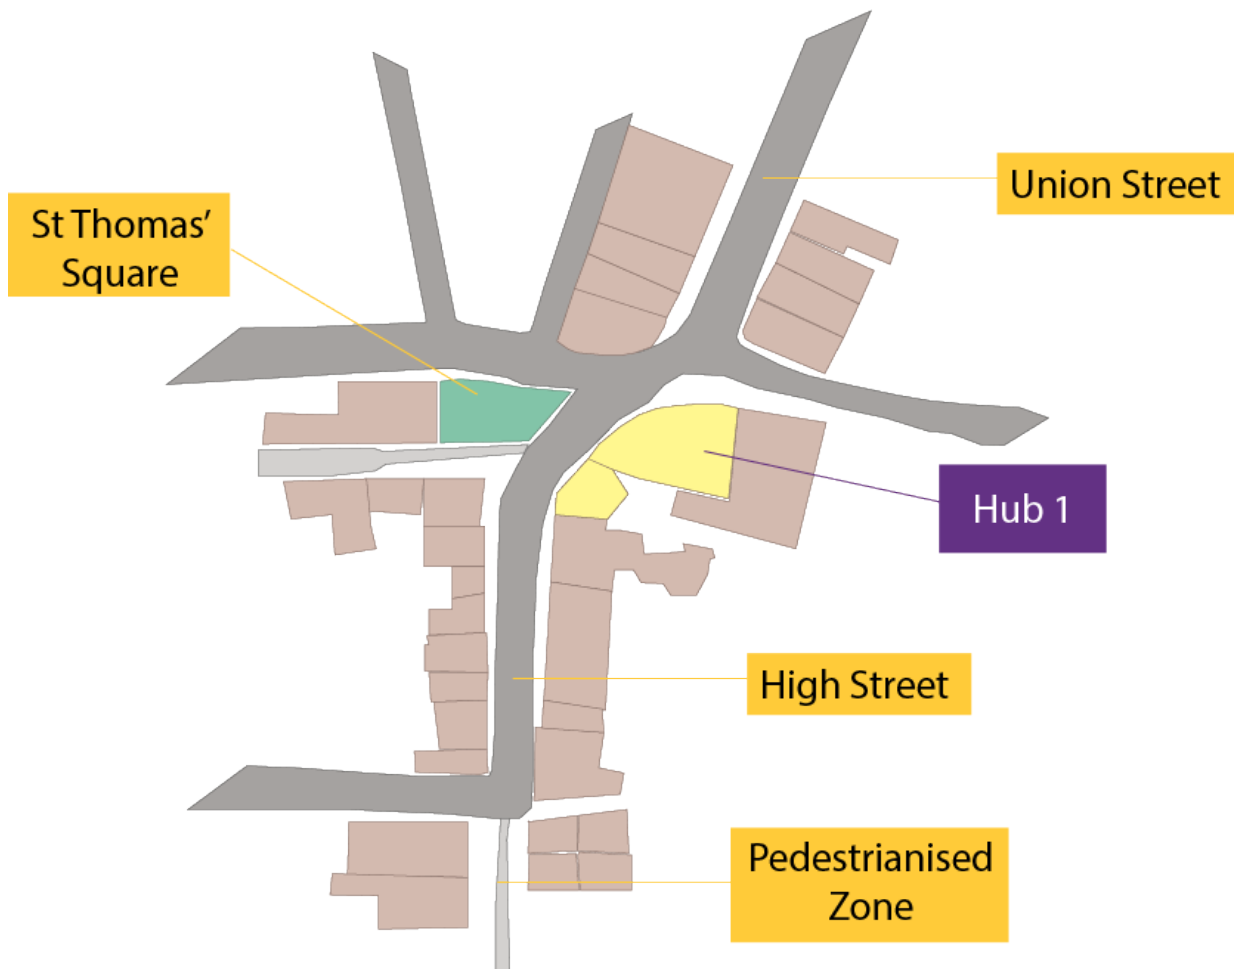 Union Street
St Thomas’
Square
Hub 1
High Street
Pedestrianised
Zone